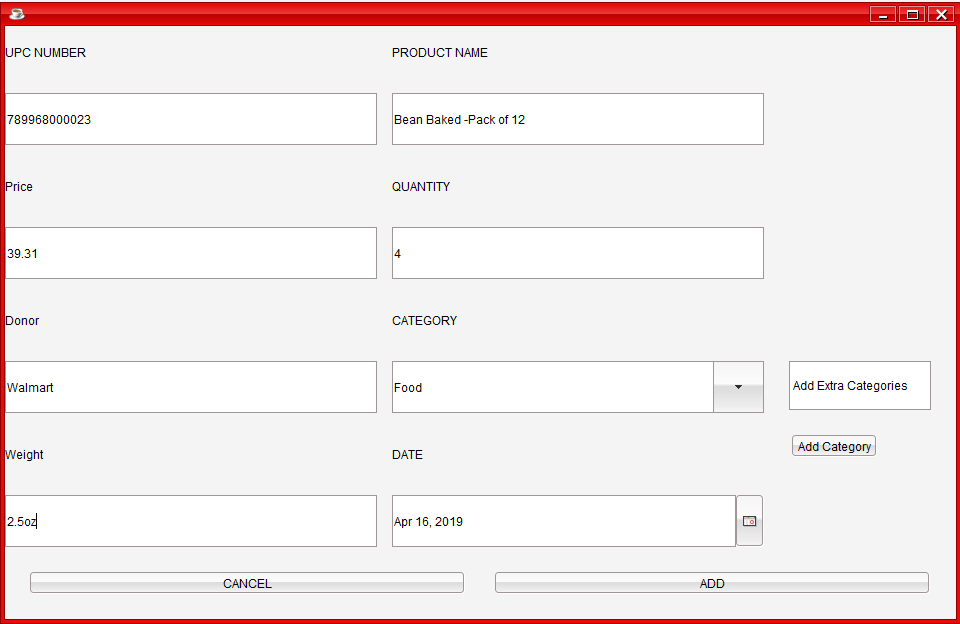 UPC NUMBER
PRODUCT NAME
789968000023
Bean Baked -Pack of 12
Price
QUANTITY
39.31
4
Donor
CATEGORY
Walmart
Food
Add Extra Categories
Add Category
Weight
DATE
2.5oz
Apr 16, 2019
CANCEL
ADD